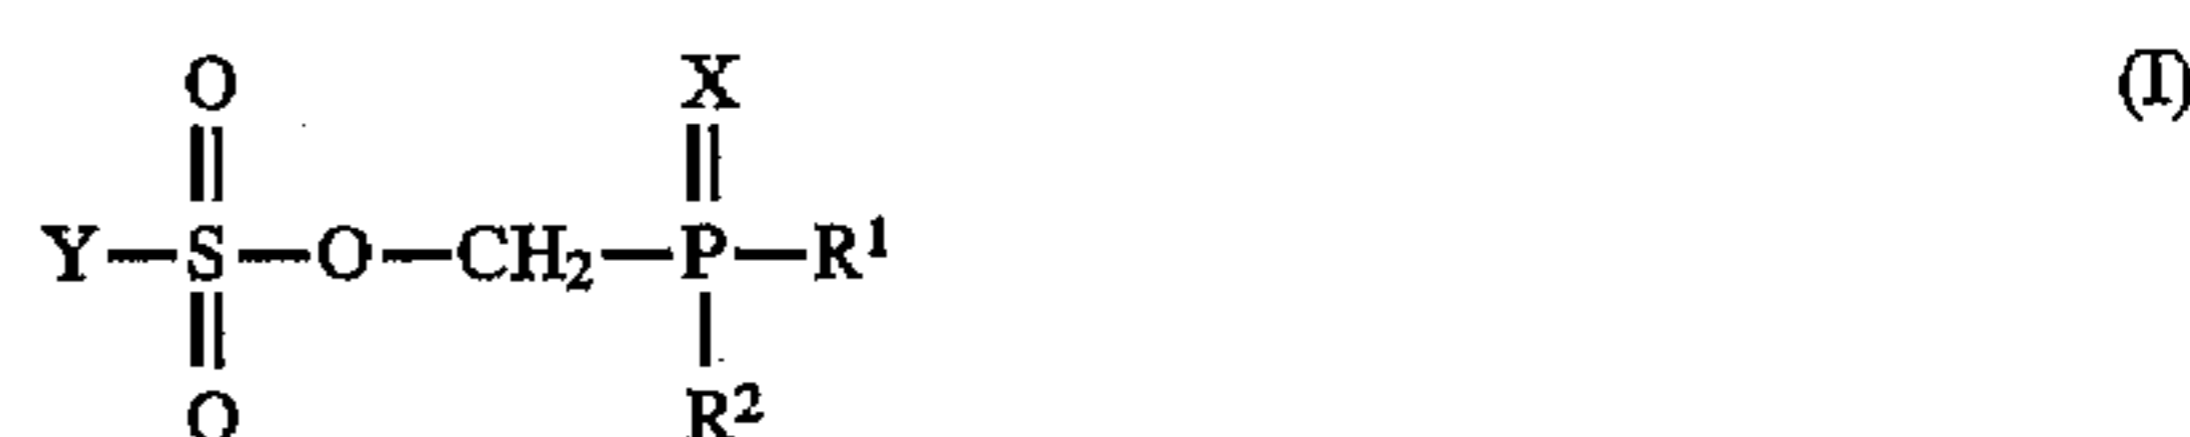 O X (I)
Y—S—O—CH₂—P—R¹
O R²